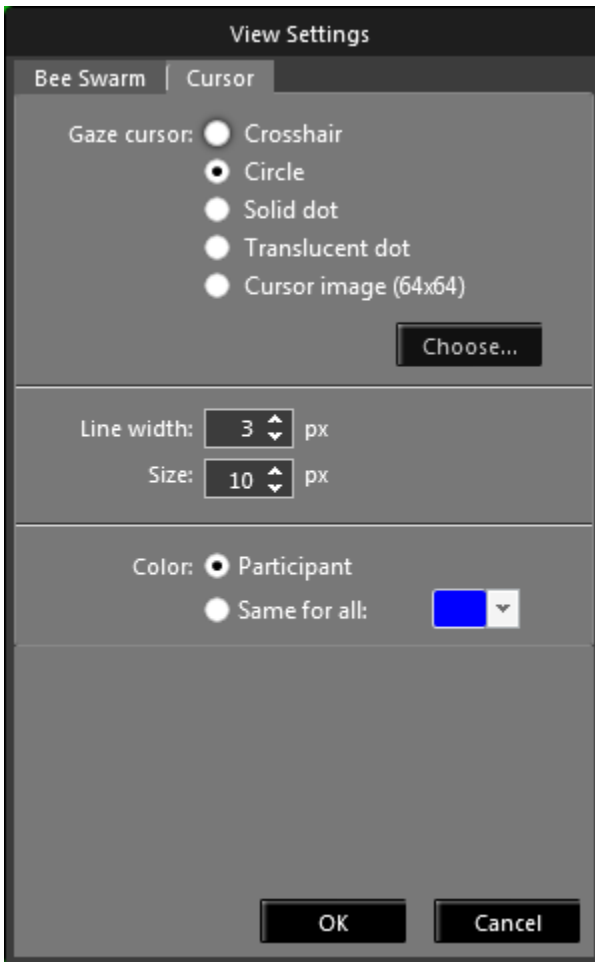 View Settings
Bee Swarm | Cursor
Gaze cursor: Crosshair
Circle
Solid dot
Translucent dot
Cursor image (64x64)
Choose...
Line width: 3 px
Size: 10 px
Color: Participant
Same for all:
OK Cancel